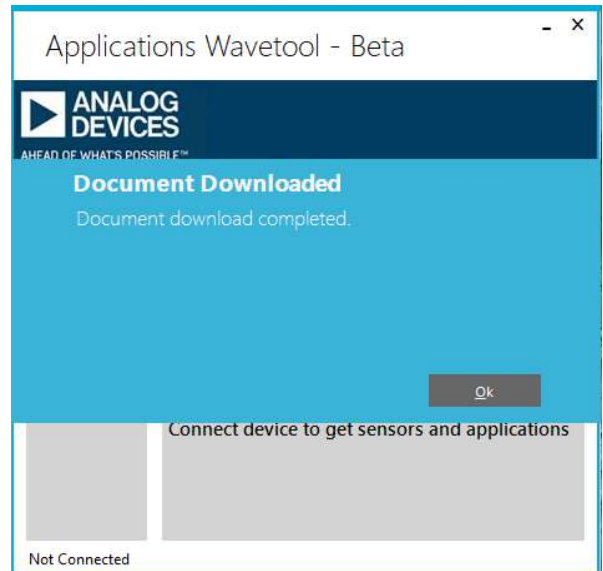 Applications Wavetool - Beta
ANALOG
DEVICES
AHEAD OF WHAT'S POSSIBLE™
Document Downloaded
Document download completed.
Ok
Connect device to get sensors and applications
Not Connected